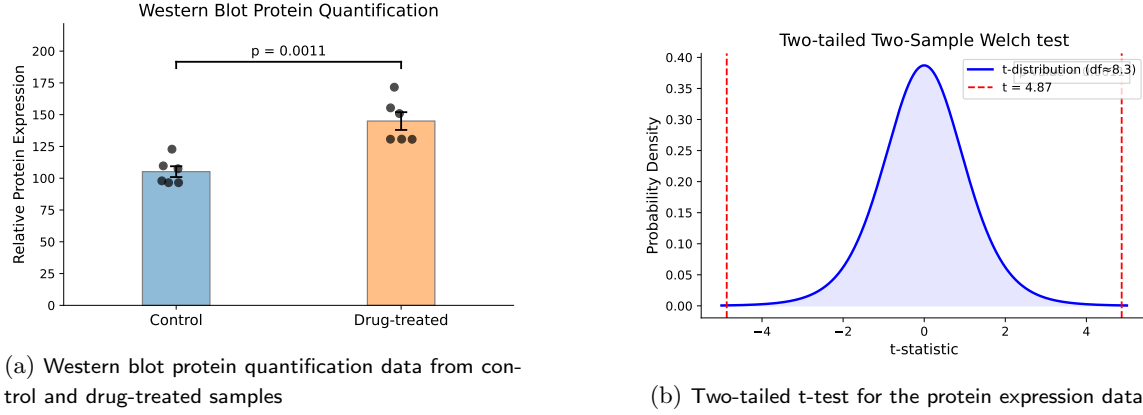 Western Blot Protein Quantification
p = 0.0011
200
175
150
125
100
75
50
25
0
Relative Protein Expression
Control
Drug-treated
(a) Western blot protein quantification data from con-
trol and drug-treated samples
Two-tailed Two-Sample Welch test
t-distribution (df≈8.3)
t = 4.87
0.40
0.35
0.30
0.25
0.20
0.15
0.10
0.05
0.00
Probability Density
−4
−2
0
2
4
t-statistic
(b) Two-tailed t-test for the protein expression data